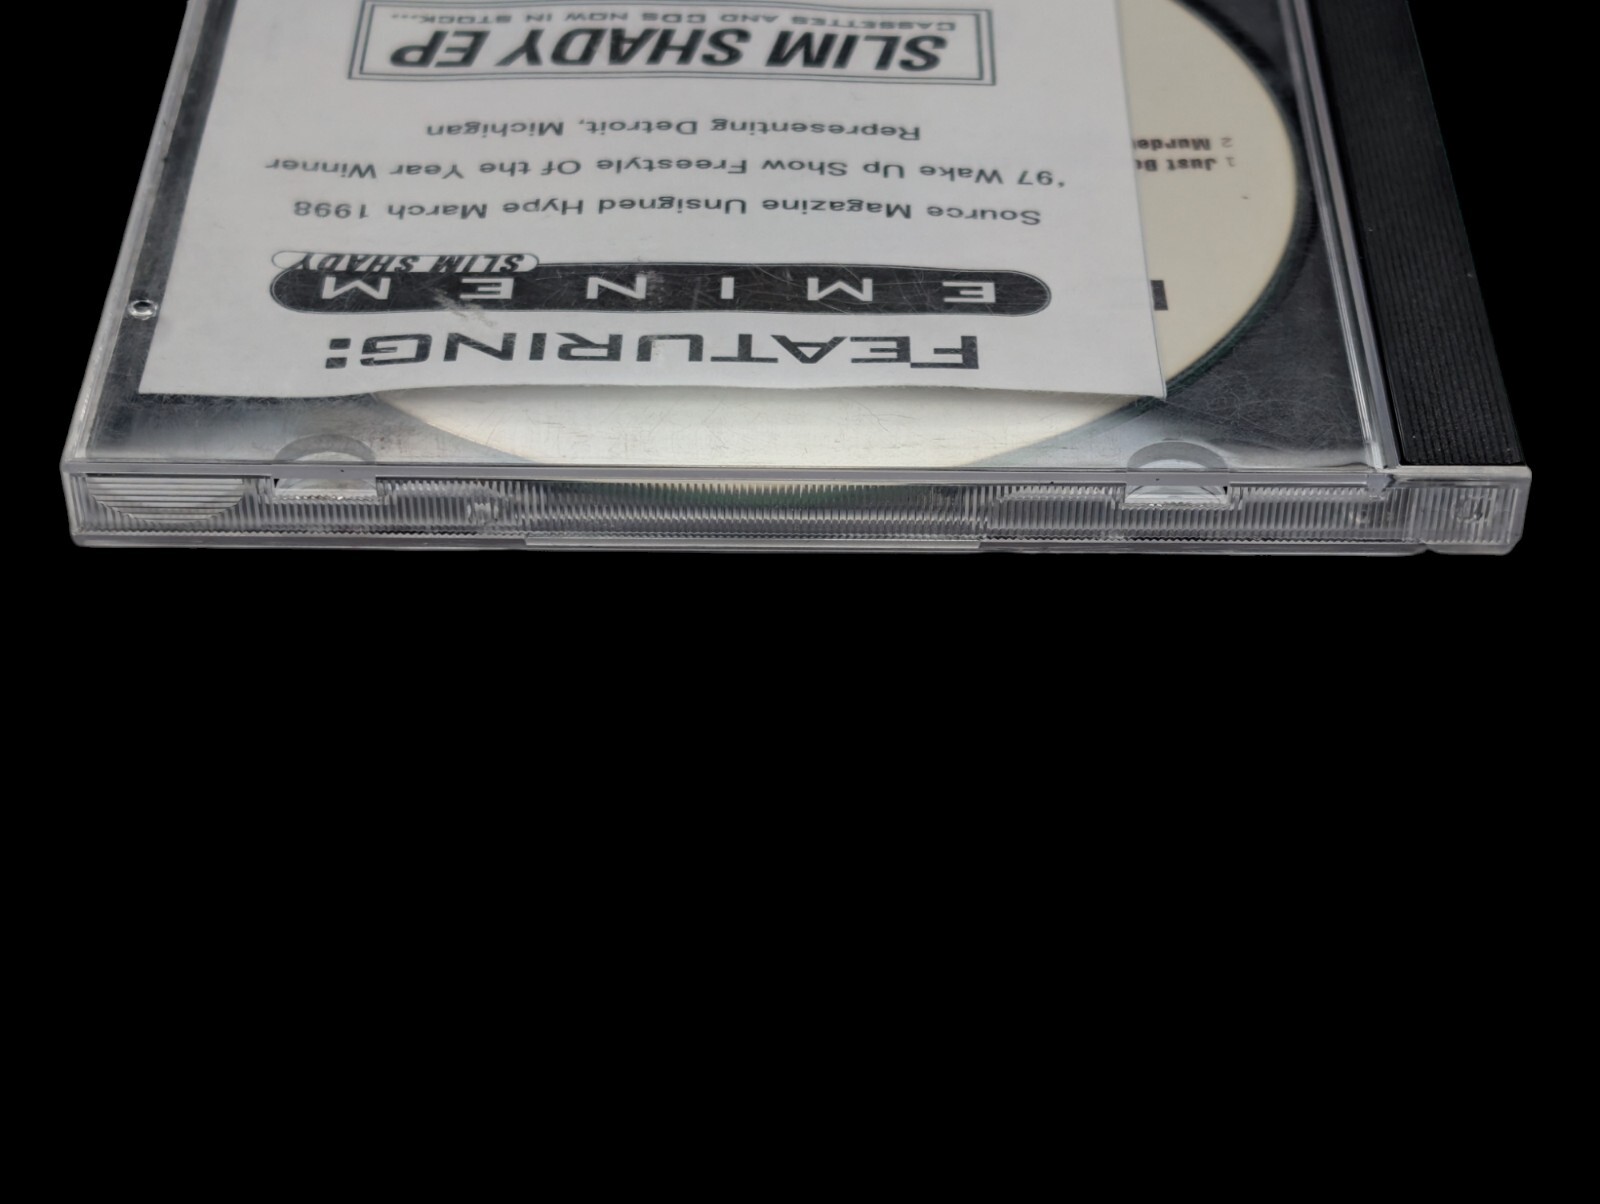 FEATURING:
EMINEM
SLIM SHADY
Source Magazine Unsigned Hype March 1998
'97 Wake Up Show Freestyle Of the Year Winner
Representing Detroit, Michigan
SLIM SHADY EP
CASSETTES AND CDS NOW IN STOCK...
1 Just
2